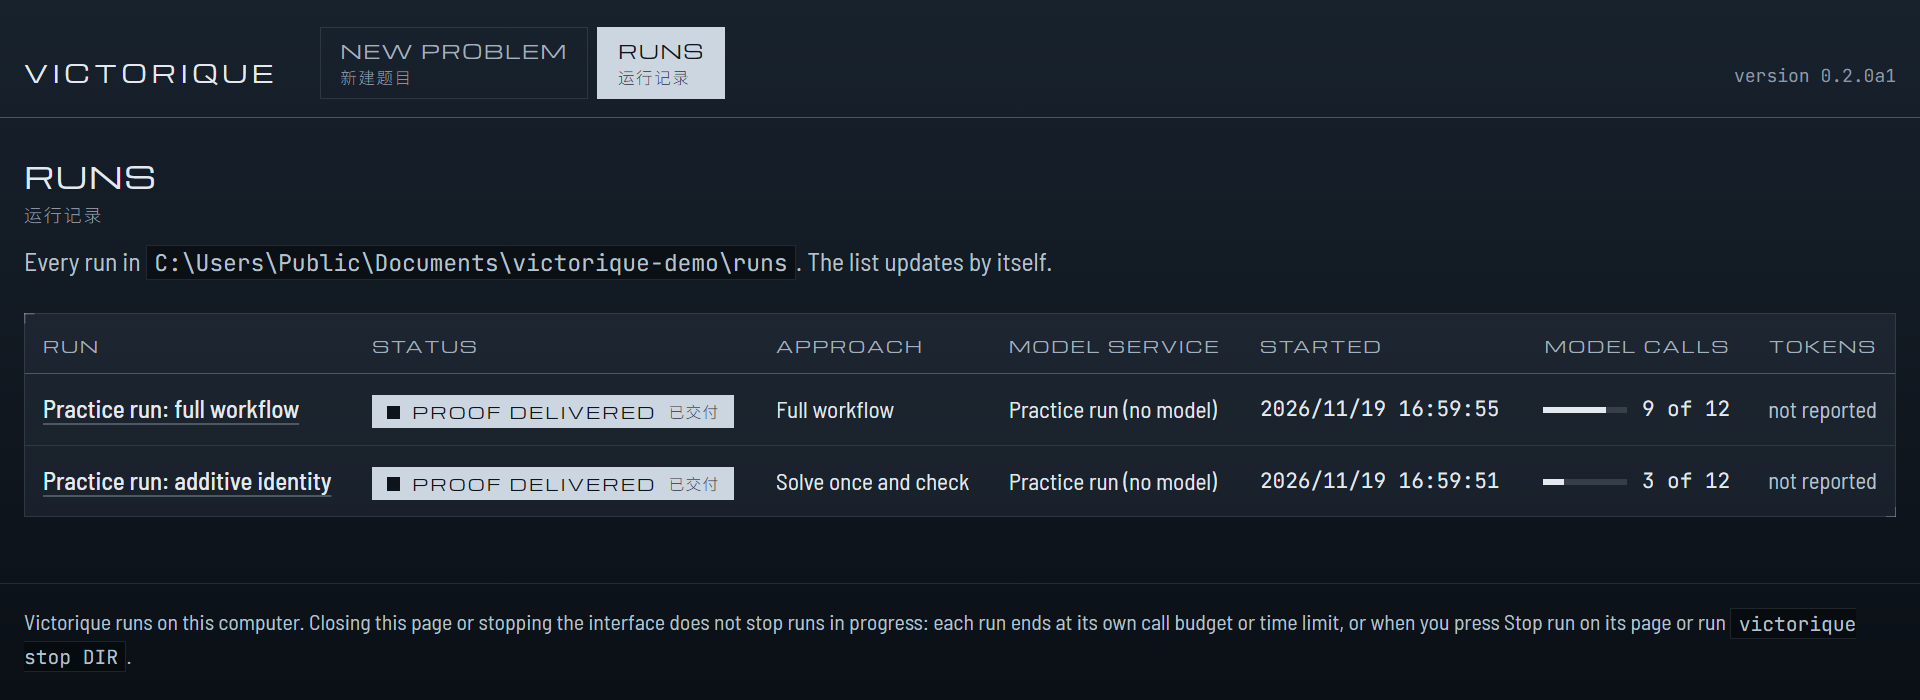 VICTORIQUE
NEW PROBLEM
新建题目
RUNS
运行记录
version 0.2.0a1
RUNS
运行记录
Every run in C:\Users\Public\Documents\victorique-demo\runs. The list updates by itself.
RUN STATUS APPROACH MODEL SERVICE STARTED MODEL CALLS TOKENS
Practice run: full workflow PROOF DELIVERED 已交付 Full workflow Practice run (no model) 2026/11/19 16:59:55 9 of 12 not reported
Practice run: additive identity PROOF DELIVERED 已交付 Solve once and check Practice run (no model) 2026/11/19 16:59:51 3 of 12 not reported
Victorique runs on this computer. Closing this page or stopping the interface does not stop runs in progress: each run ends at its own call budget or time limit, or when you press Stop run on its page or run victorique
stop DIR.